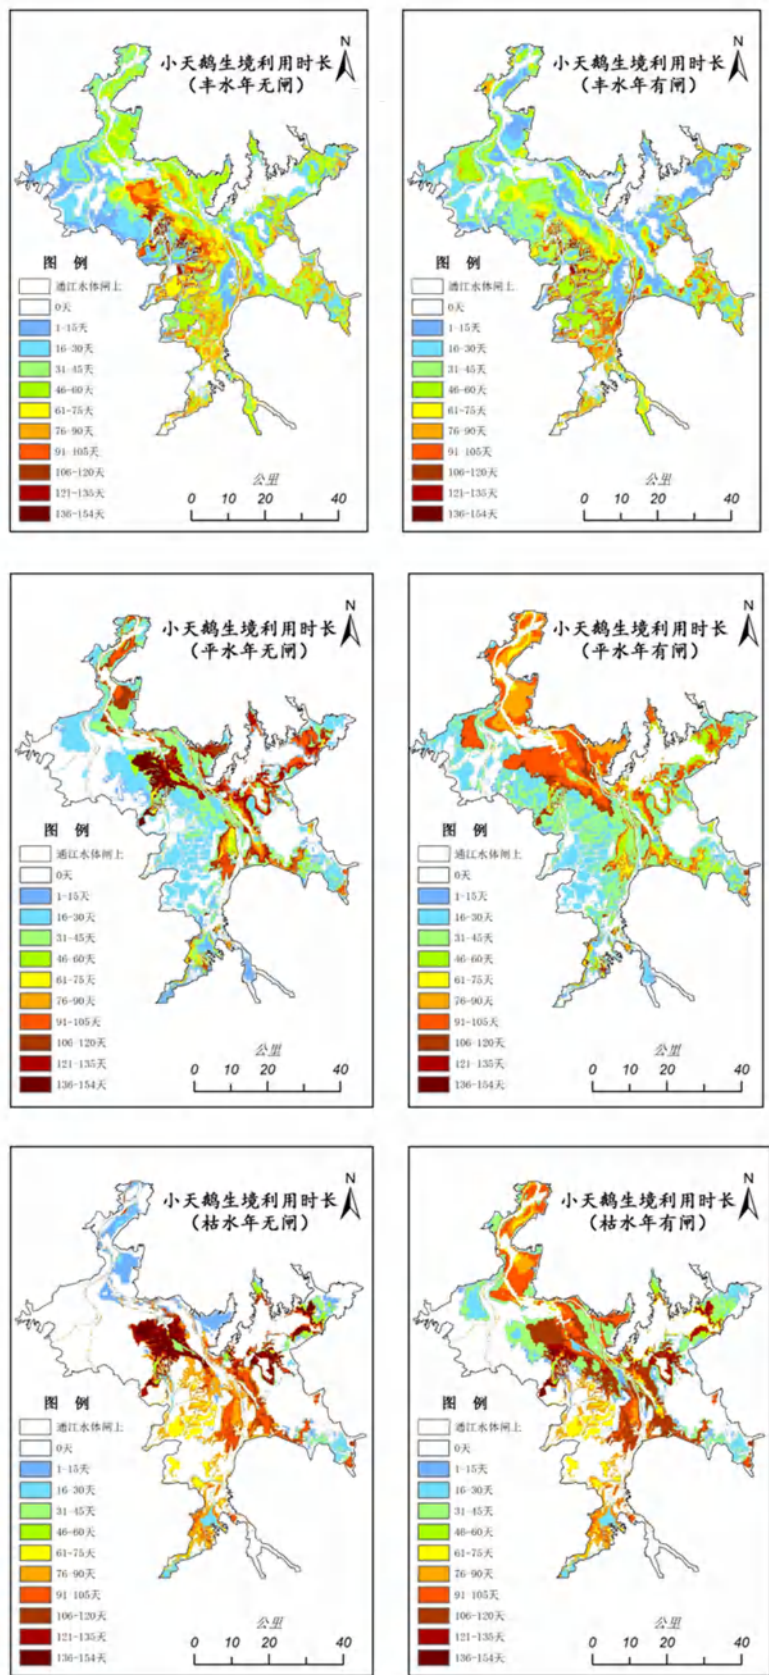 小天鹅生境利用时长
（丰水年无闸）
N
图 例
通江水体闸上
0天
1-15天
16-30天
31-45天
46-60天
61-75天
76-90天
91-105天
106-120天
121-135天
136-154天
公里
0 10 20 40
小天鹅生境利用时长
（丰水年有闸）
N
图 例
通江水体闸上
0天
1-15天
16-30天
31-45天
46-60天
61-75天
76-90天
91-105天
106-120天
121-135天
136-154天
公里
0 10 20 40
小天鹅生境利用时长
（平水年无闸）
N
图 例
通江水体闸上
0天
1-15天
16-30天
31-45天
46-60天
61-75天
76-90天
91-105天
106-120天
121-135天
136-154天
公里
0 10 20 40
小天鹅生境利用时长
（平水年有闸）
N
图 例
通江水体闸上
0天
1-15天
16-30天
31-45天
46-60天
61-75天
76-90天
91-105天
106-120天
121-135天
136-154天
公里
0 10 20 40
小天鹅生境利用时长
（枯水年无闸）
N
图 例
通江水体闸上
0天
1-15天
16-30天
31-45天
46-60天
61-75天
76-90天
91-105天
106-120天
121-135天
136-154天
公里
0 10 20 40
小天鹅生境利用时长
（枯水年有闸）
N
图 例
通江水体闸上
0天
1-15天
16-30天
31-45天
46-60天
61-75天
76-90天
91-105天
106-120天
121-135天
136-154天
公里
0 10 20 40